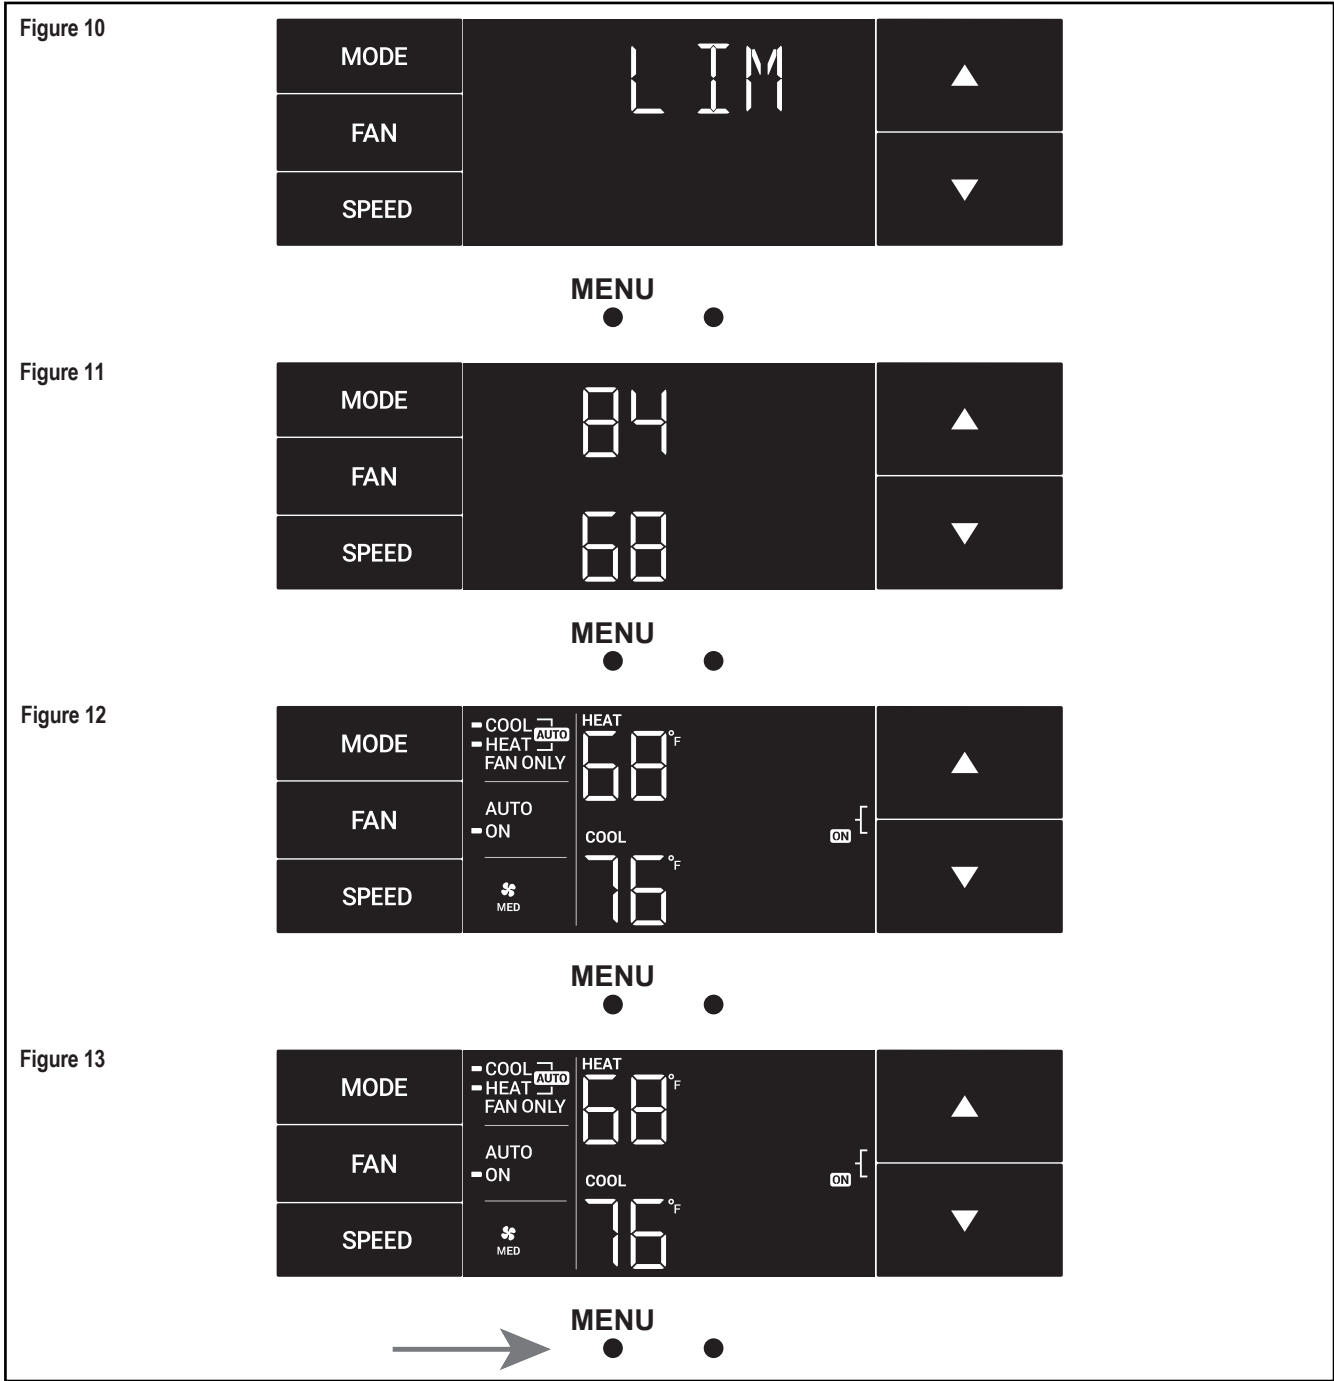 Figure 10
MODE
FAN
SPEED
LIM
▲
▼
MENU
Figure 11
MODE
FAN
SPEED
84
68
▲
▼
MENU
Figure 12
MODE
FAN
SPEED
COOL
HEAT
AUTO
FAN ONLY
AUTO
ON
MED
HEAT
68°F
COOL
76°F
ON
▲
▼
MENU
Figure 13
MODE
FAN
SPEED
COOL
HEAT
AUTO
FAN ONLY
AUTO
ON
MED
HEAT
68°F
COOL
76°F
ON
▲
▼
MENU